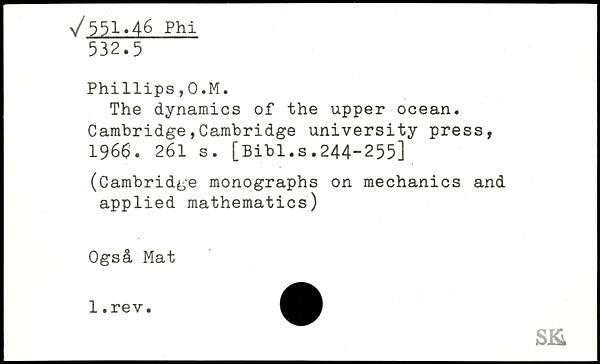 √551.46 Phi
532.5
Phillips,O.M.
The dynamics of the upper ocean.
Cambridge,Cambridge university press,
1966. 261 s. [Bibl.s.244-255]
(Cambridge monographs on mechanics and
applied mathematics)
Også Mat
1.rev.
SK